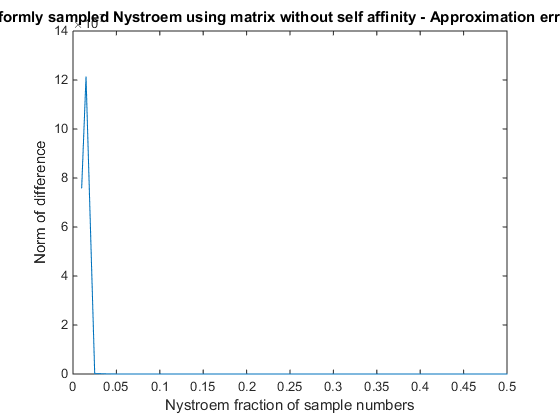 formly sampled Nystroem using matrix without self affinity - Approximation err
14
12
10
8
6
4
2
0
Norm of difference
0 0.05 0.1 0.15 0.2 0.25 0.3 0.35 0.4 0.45 0.5
Nystroem fraction of sample numbers